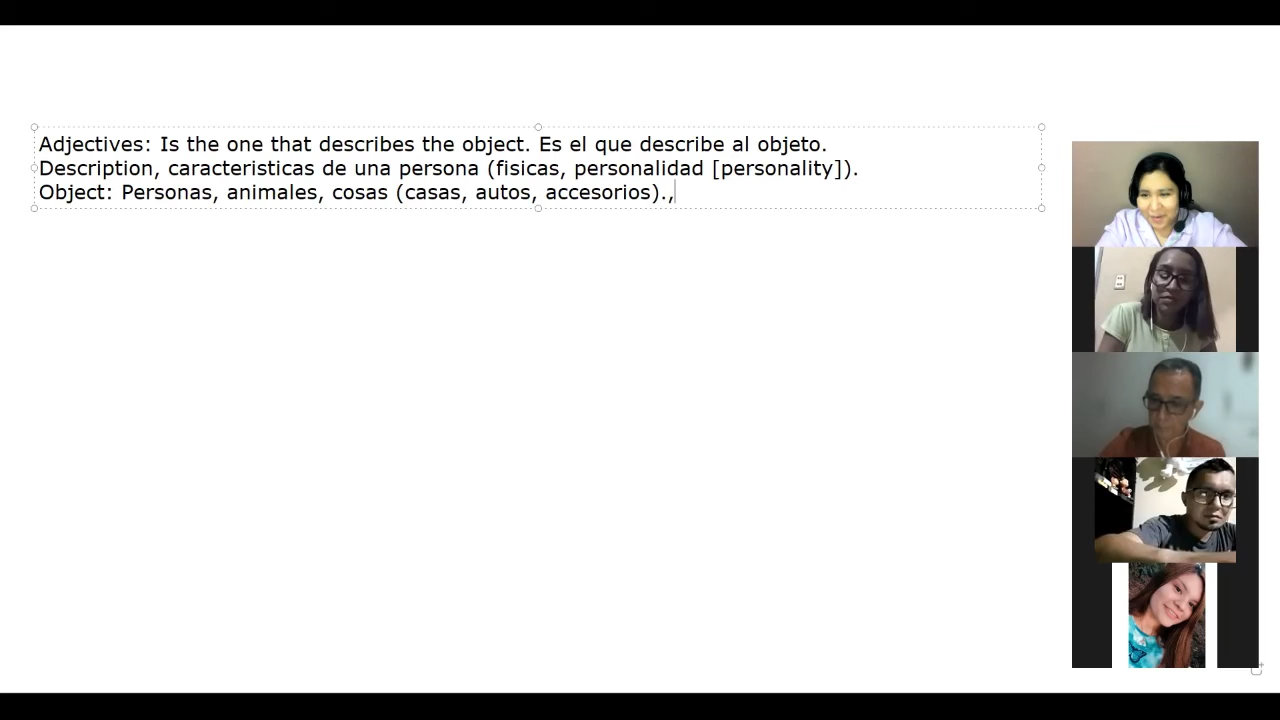 Adjectives: Is the one that describes the object. Es el que describe al objeto.
Description, caracteristicas de una persona (fisicas, personalidad [personality]).
Object: Personas, animales, cosas (casas, autos, accesorios).,